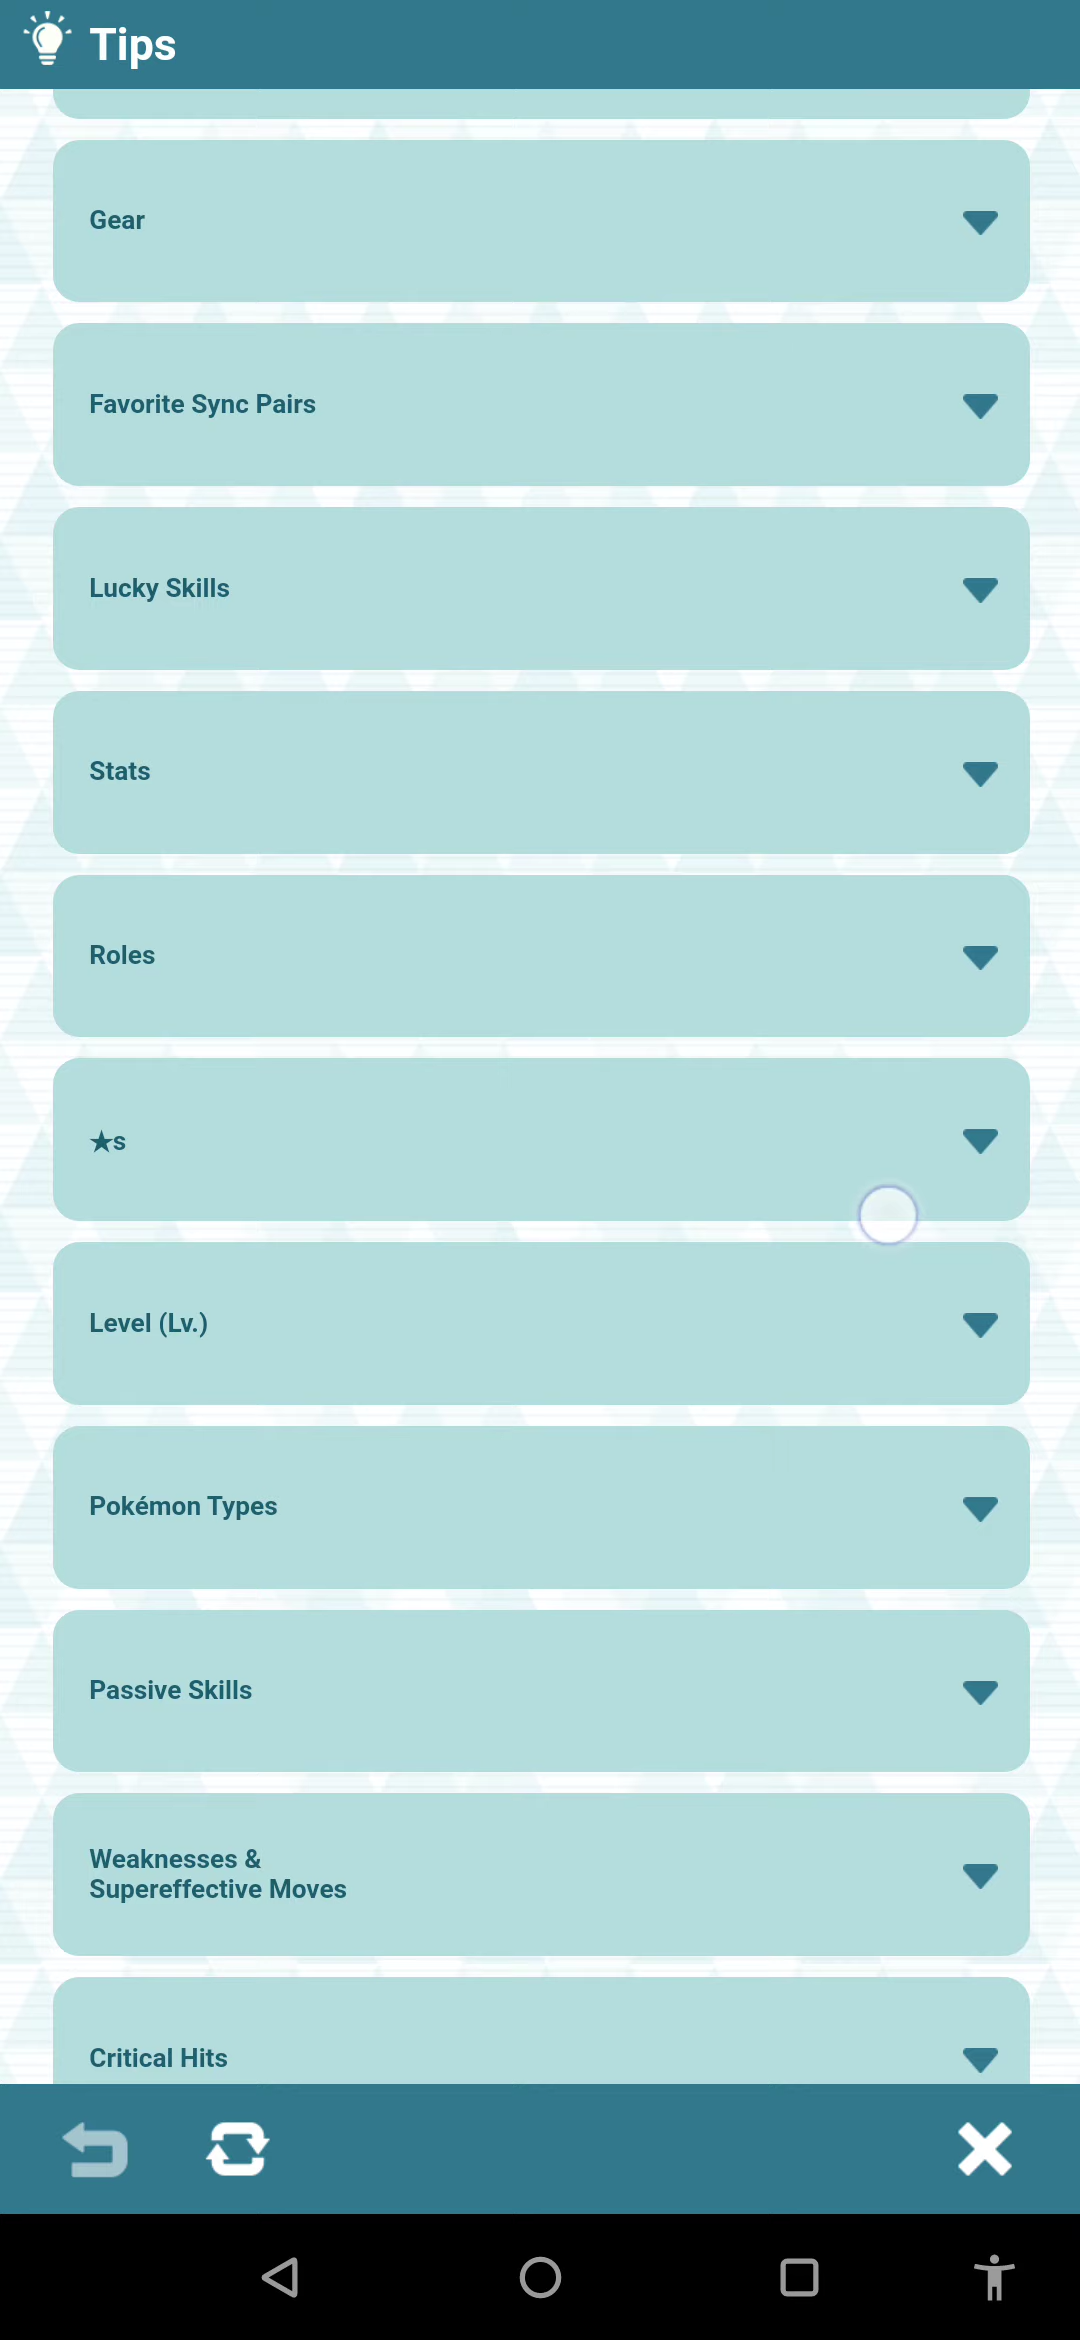 Tips
Gear
Favorite Sync Pairs
Lucky Skills
Stats
Roles
★s
Level (Lv.)
Pokémon Types
Passive Skills
Weaknesses &
Supereffective Moves
Critical Hits